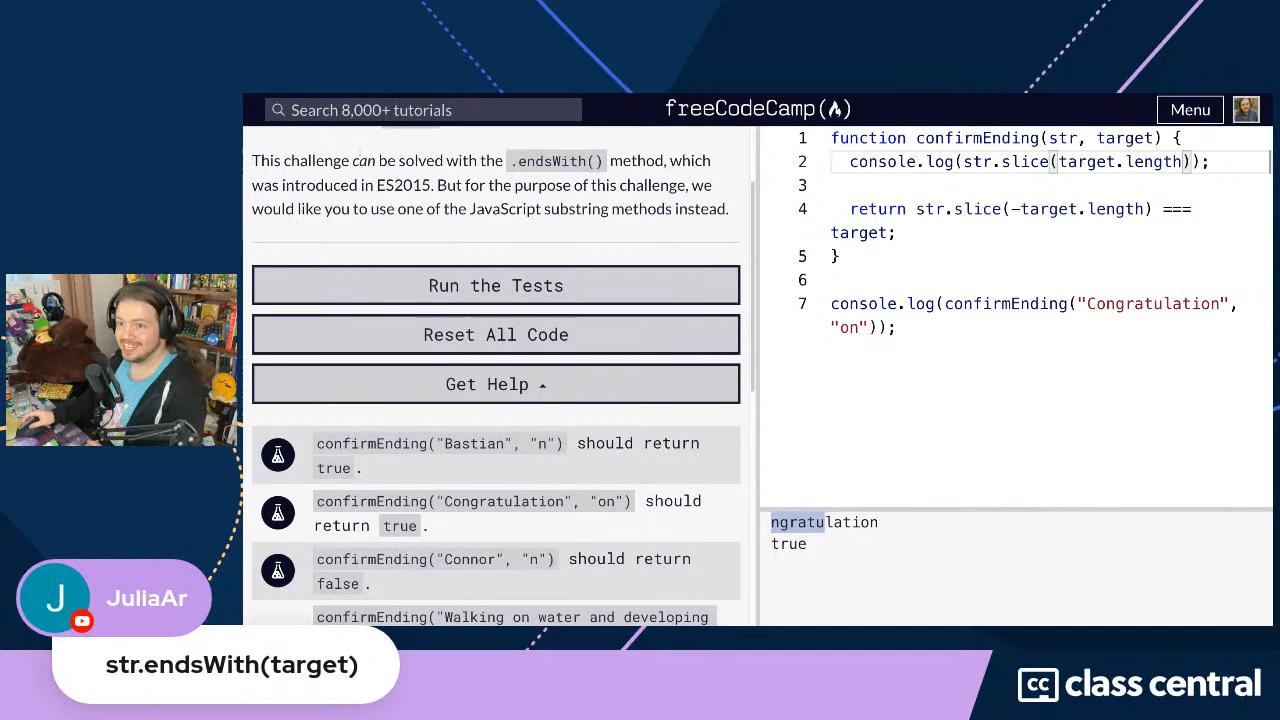 Search 8,000+ tutorials
freeCodeCamp
Menu
This challenge can be solved with the .endsWith() method, which
was introduced in ES2015. But for the purpose of this challenge, we
would like you to use one of the JavaScript substring methods instead.
Run the Tests
Reset All Code
Get Help
confirmEnding("Bastian", "n") should return
true.
confirmEnding("Congratulation", "on") should
return true.
confirmEnding("Connor", "n") should return
false.
confirmEnding("Walking on water and developing
1 function confirmEnding(str, target) {
2 console.log(str.slice(target.length));
3
4 return str.slice(-target.length) ===
target;
5 }
6
7 console.log(confirmEnding("Congratulation",
"on"));
ngratulation
true
J
JuliaAr
str.endsWith(target)
cc class central